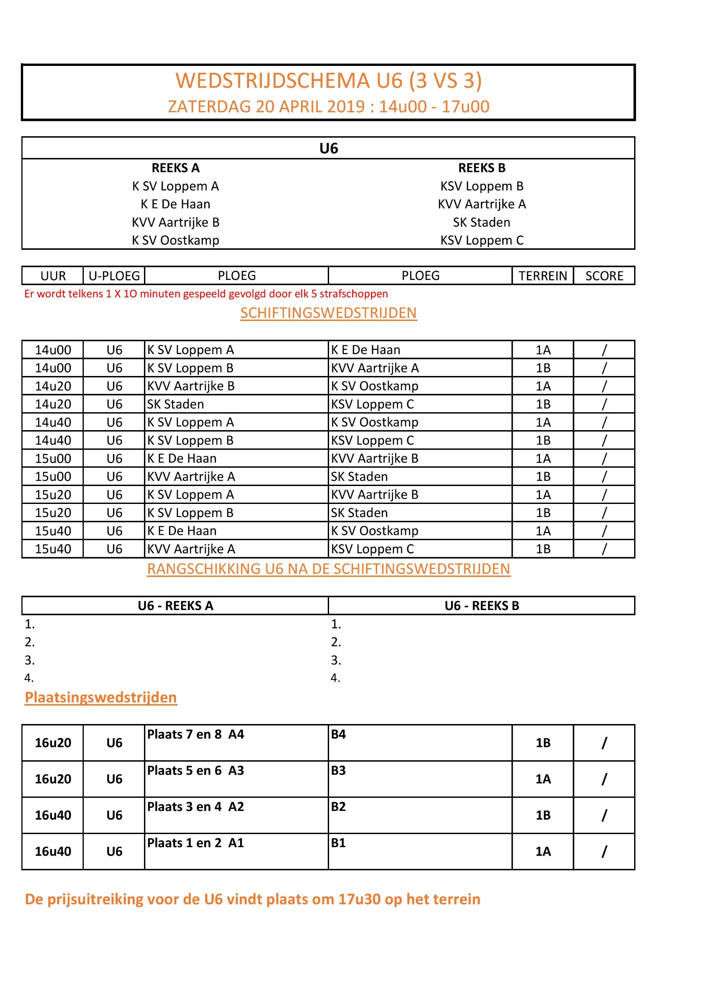 WEDSTRIJDSCHEMA U6 (3 VS 3)
ZATERDAG 20 APRIL 2019 : 14u00 - 17u00
U6
REEKS A REEKS B
K SV Loppem A KSV Loppem B
K E De Haan KVV Aartrijke A
KVV Aartrijke B SK Staden
K SV Oostkamp KSV Loppem C
UUR U-PLOEG PLOEG PLOEG TERREIN SCORE
Er wordt telkens 1 X 1O minuten gespeeld gevolgd door elk 5 strafschoppen
SCHIFTINGSWEDSTRIJDEN
14u00 U6 K SV Loppem A K E De Haan 1A /
14u00 U6 K SV Loppem B KVV Aartrijke A 1B /
14u20 U6 KVV Aartrijke B K SV Oostkamp 1A /
14u20 U6 SK Staden KSV Loppem C 1B /
14u40 U6 K SV Loppem A K SV Oostkamp 1A /
14u40 U6 K SV Loppem B KSV Loppem C 1B /
15u00 U6 K E De Haan KVV Aartrijke B 1A /
15u00 U6 KVV Aartrijke A SK Staden 1B /
15u20 U6 K SV Loppem A KVV Aartrijke B 1A /
15u20 U6 K SV Loppem B SK Staden 1B /
15u40 U6 K E De Haan K SV Oostkamp 1A /
15u40 U6 KVV Aartrijke A KSV Loppem C 1B /
RANGSCHIKKING U6 NA DE SCHIFTINGSWEDSTRIJDEN
U6 - REEKS A U6 - REEKS B
1. 1.
2. 2.
3. 3.
4. 4.
Plaatsingswedstrijden
16u20 U6 Plaats 7 en 8 A4 B4 1B /
16u20 U6 Plaats 5 en 6 A3 B3 1A /
16u40 U6 Plaats 3 en 4 A2 B2 1B /
16u40 U6 Plaats 1 en 2 A1 B1 1A /
De prijsuitreiking voor de U6 vindt plaats om 17u30 op het terrein